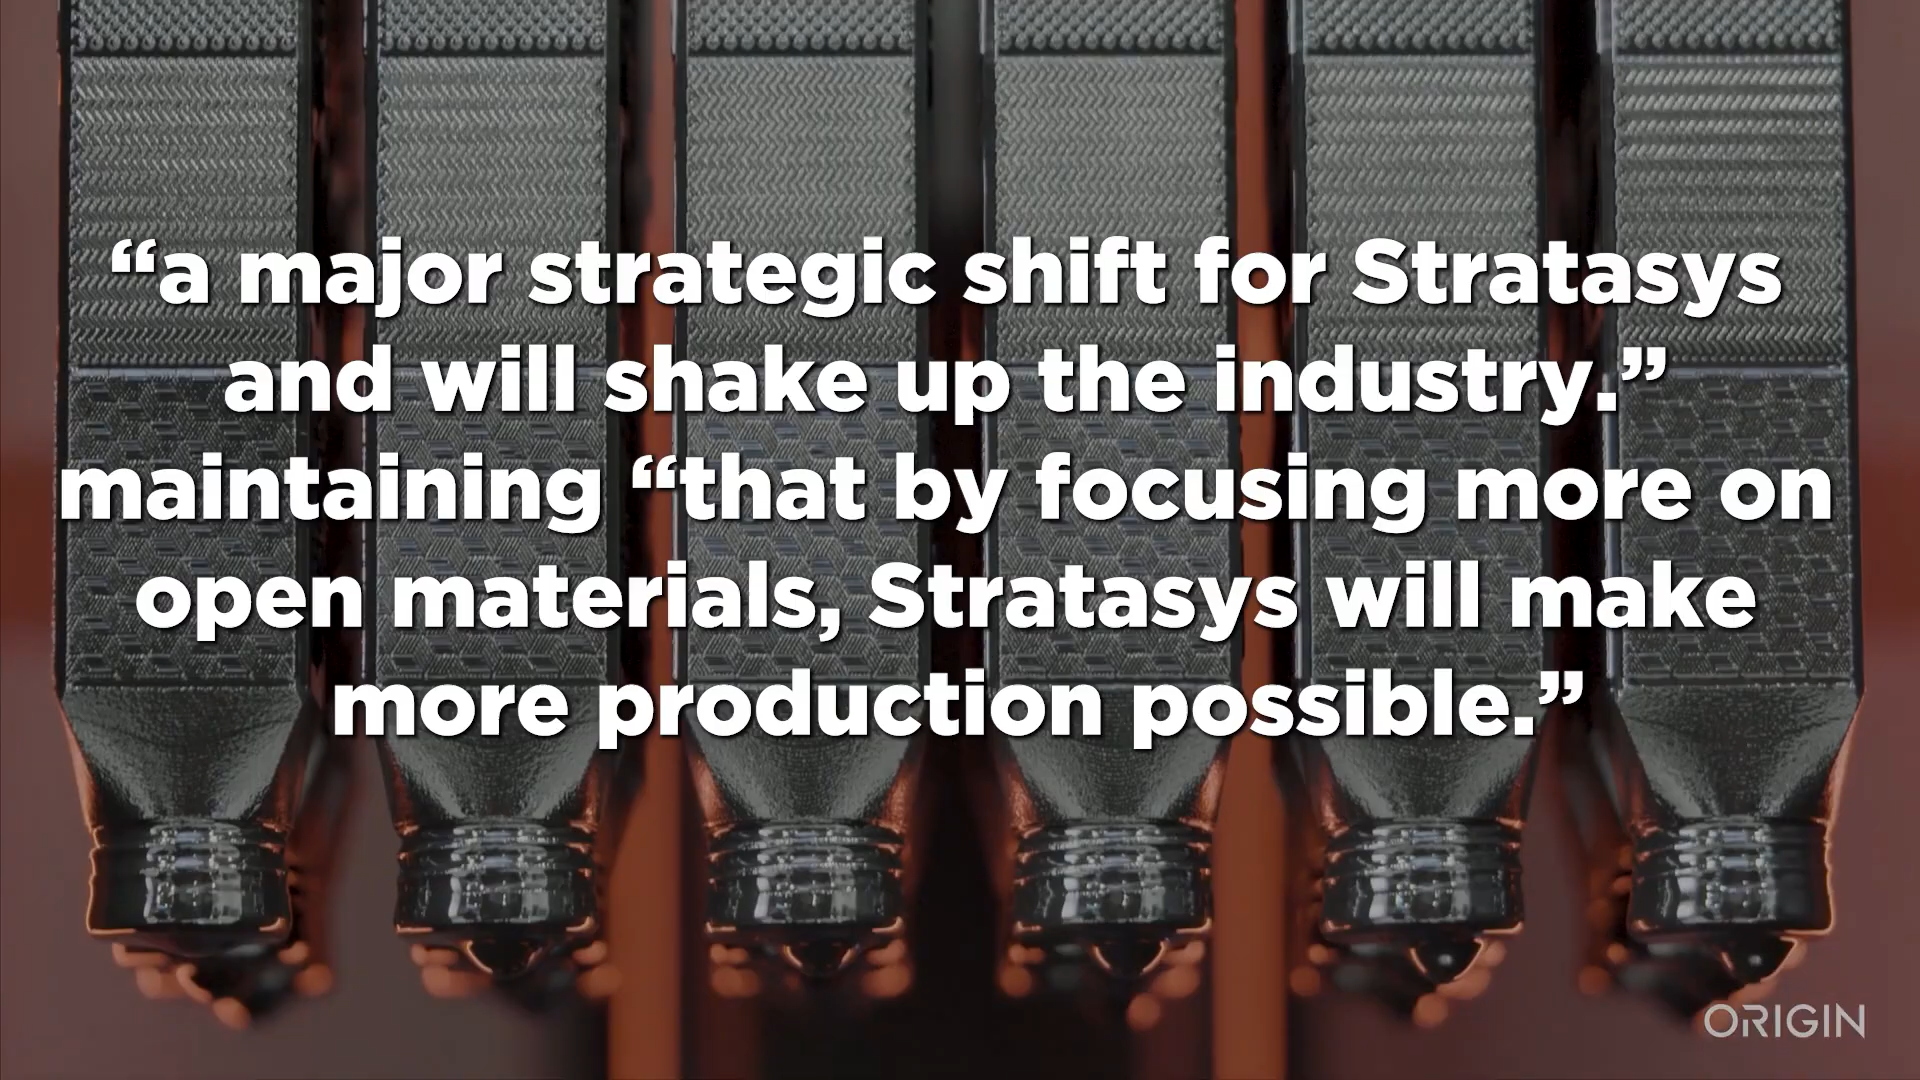 “a major strategic shift for Stratasys
and will shake up the industry.”
maintaining “that by focusing more on
open materials, Stratasys will make
more production possible.”
ORIGIN